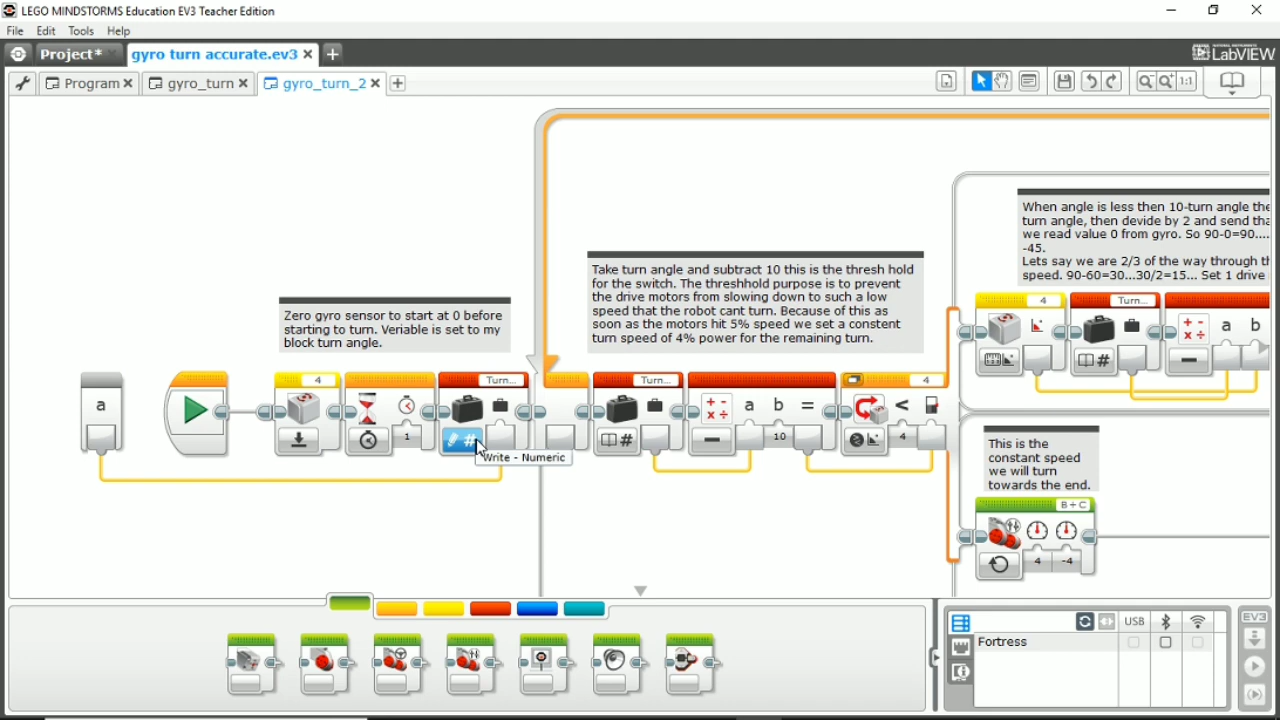 LEGO MINDSTORMS Education EV3 Teacher Edition
File Edit Tools Help
Project* gyro turn accurate.ev3
NATIONAL INSTRUMENTS
LabVIEW
Program gyro_turn gyro_turn_2
1:1
When angle is less then 10-turn angle the
turn angle, then devide by 2 and send tha
we read value 0 from gyro. So 90-0=90....
-45.
Lets say we are 2/3 of the way through th
speed. 90-60=30...30/2=15... Set 1 drive
Take turn angle and subtract 10 this is the thresh hold
for the switch. The threshhold purpose is to prevent
the drive motors from slowing down to such a low
speed that the robot cant turn. Because of this as
soon as the motors hit 5% speed we set a constent
turn speed of 4% power for the remaining turn.
Zero gyro sensor to start at 0 before
starting to turn. Veriable is set to my
block turn angle.
4 Turn...
a b
4 Turn... Turn... 4
a
a b = <
# 1 # 10 4
Write - Numeric
This is the
constant speed
we will turn
towards the end.
B+C
4 -4
USB
Fortress
EV3